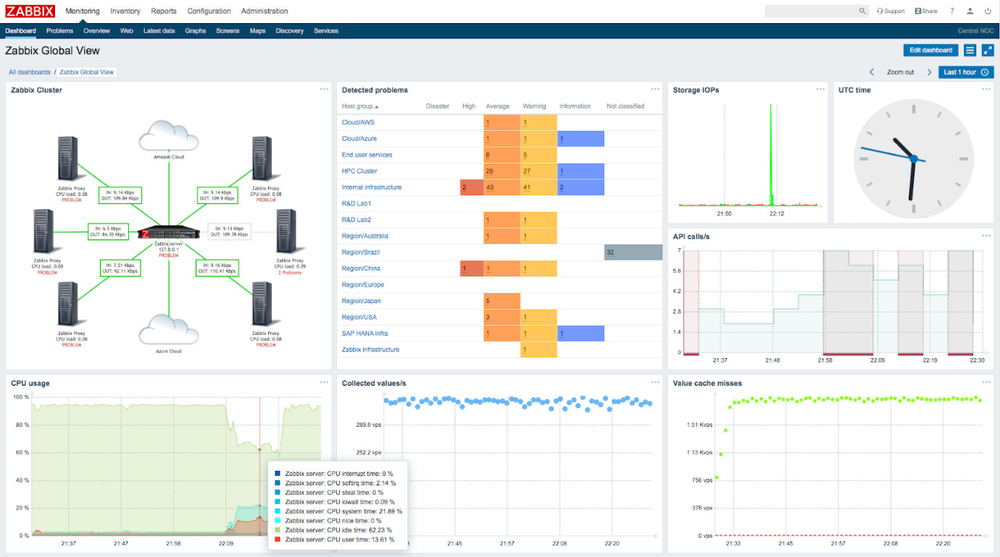 ZABBIX Monitoring Inventory Reports Configuration Administration Support Z Share ?
Dashboard Problems Overview Web Latest data Graphs Screens Maps Discovery Services Central NOC
Zabbix Global View Edit dashboard
All dashboards / Zabbix Global View Zoom out Last 1 hour
Zabbix Cluster
Amazon Cloud
Zabbix Proxy
CPU load: 0.08
PROBLEM
Zabbix Proxy
CPU load: 0.08
PROBLEM
IN: 9.14 Kbps
OUT: 109.84 Kbps
IN: 9.14 Kbps
OUT: 109.9 Kbps
IN: 6.5 Kbps
OUT: 84.35 Kbps
IN: 9.13 Kbps
OUT: 109.78 Kbps
Z
Zabbix server
127.0.0.1
PROBLEM
Zabbix Proxy
CPU load: 0.08
PROBLEM
Zabbix Proxy
CPU load: 0.09
2 Problems
IN: 7.51 Kbps
OUT: 92.11 Kbps
IN: 9.16 Kbps
OUT: 110.41 Kbps
Zabbix Proxy
CPU load: 0.08
PROBLEM
Zabbix Proxy
CPU load: 0.08
PROBLEM
Azure Cloud
Detected problems
Host group Disaster High Average Warning Information Not classified
Cloud/AWS 1 1
Cloud/Azure 1 1 1
End user services 8 5
HPC Cluster 29 27 1
Internal infrastructure 2 43 41 2
R&D Lab1
R&D Lab2 1 1
Region/Australia 1 1
Region/Brazil 32
Region/China 1 1 1
Region/Europe
Region/Japan 5
Region/USA 3 1
SAP HANA Infra 1 1 1
Zabbix infrastructure 1
Storage IOPs
21:50 22:12
UTC time
API calls/s
7
5.6
4.2
2.8
1.4
0
21:37 21:48 21:58 22:09 22:19 22:30
CPU usage
100 %
80 %
60 %
40 %
20 %
0 %
21:37 21:47 21:58 22:09
Zabbix server: CPU interrupt time: 0 %
Zabbix server: CPU softirq time: 2.14 %
Zabbix server: CPU steal time: 0 %
Zabbix server: CPU iowait time: 0.09 %
Zabbix server: CPU system time: 21.89 %
Zabbix server: CPU nice time: 0 %
Zabbix server: CPU idle time: 62.23 %
Zabbix server: CPU user time: 13.61 %
Collected values/s
269.6 vps
252.2 vps
21:45 21:57 22:08 22:20
Value cache misses
1.51 Kvps
1.13 Kvps
756 vps
378 vps
0 vps
21:33 21:45 21:57 22:08 22:20